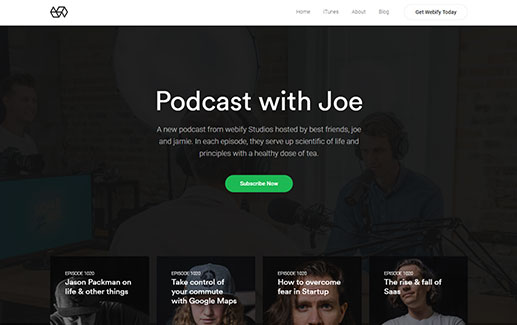 Home iTunes About Blog Get Webify Today
Podcast with Joe
A new podcast from webify Studios hosted by best friends, joe
and jamie. In each episode, they serve up scientific of life and
principles with a healthy dose of tea.
Subscribe Now
EPISODE 1020
Jason Packman on
life & other things
EPISODE 1020
Take control of
your commute
with Google Maps
EPISODE 1020
How to overcome
fear in Startup
EPISODE 1020
The rise & fall of
Saas